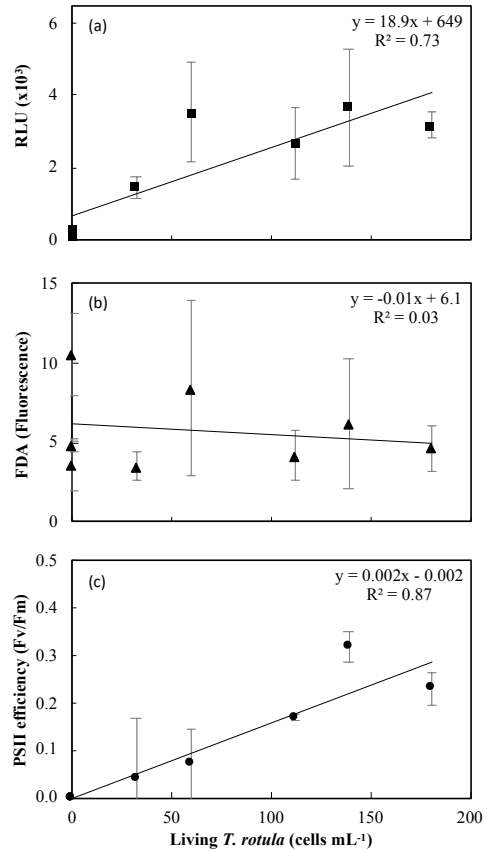 (a)
y = 18.9x + 649
R² = 0.73
RLU (x10³)
6
4
2
0
(b)
y = -0.01x + 6.1
R² = 0.03
FDA (Fluorescence)
15
10
5
0
(c)
y = 0.002x - 0.002
R² = 0.87
PSII efficiency (Fv/Fm)
0.5
0.4
0.3
0.2
0.1
0.0
0 50 100 150 200
Living T. rotula (cells mL⁻¹)